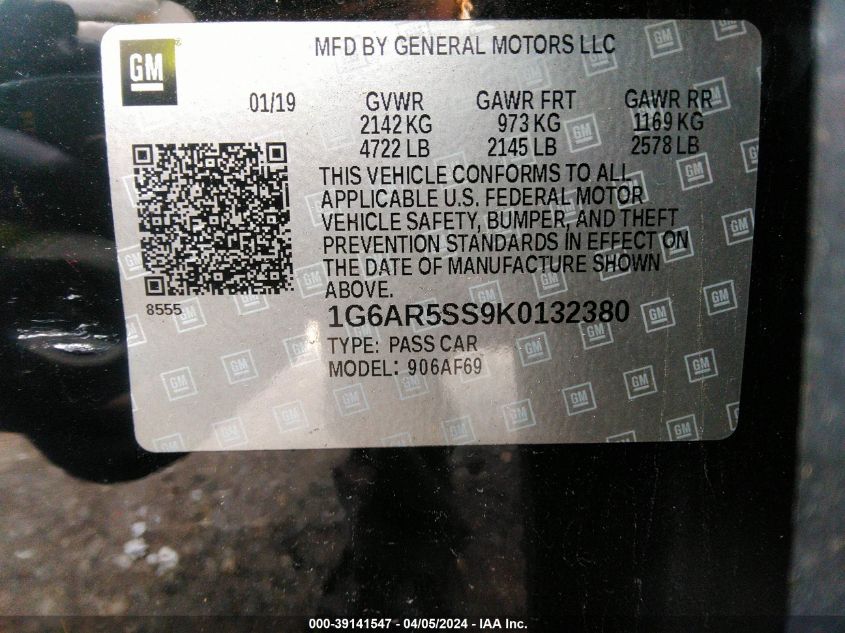 GM
MFD BY GENERAL MOTORS LLC
01/19 GVWR GAWR FRT GAWR RR
2142 KG 973 KG 1169 KG
4722 LB 2145 LB 2578 LB
THIS VEHICLE CONFORMS TO ALL
APPLICABLE U.S. FEDERAL MOTOR
VEHICLE SAFETY, BUMPER, AND THEFT
PREVENTION STANDARDS IN EFFECT ON
THE DATE OF MANUFACTURE SHOWN
ABOVE.
8555
1G6AR5SS9K0132380
TYPE: PASS CAR
MODEL: 906AF69
000-39141547 - 04/05/2024 - IAA Inc.